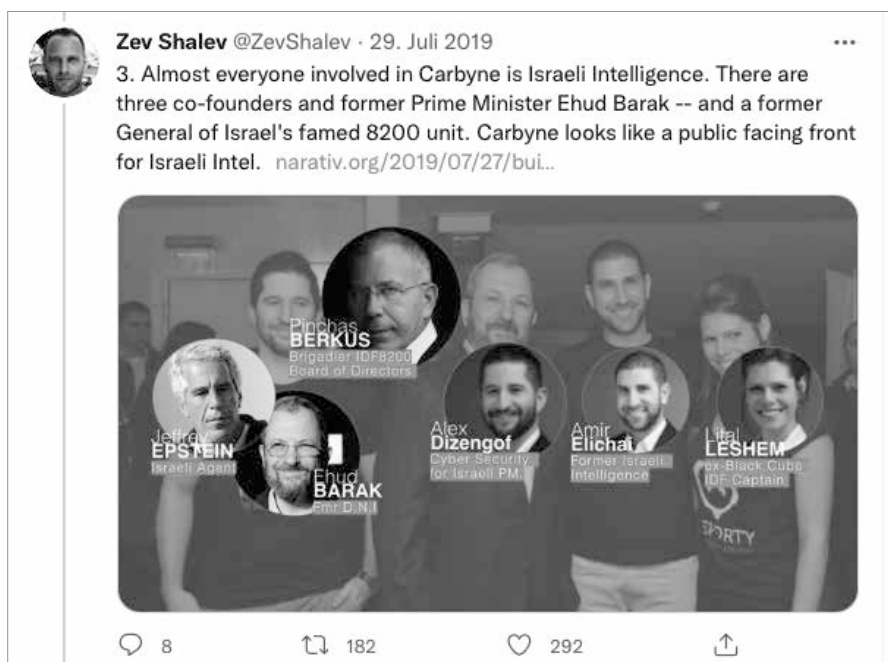 Zev Shalev @ZevShalev · 29. Juli 2019
3. Almost everyone involved in Carbyne is Israeli Intelligence. There are
three co-founders and former Prime Minister Ehud Barak -- and a former
General of Israel's famed 8200 unit. Carbyne looks like a public facing front
for Israeli Intel. narativ.org/2019/07/27/bui...
Pinchas
BERKUS
Brigadier IDF8200
Board of Directors
Jeffrey
EPSTEIN
Israeli Agent
Ehud
BARAK
Fmr D.N.I
Alex
Dizengof
Cyber Security
for Israeli PM.
Amir
Elichai
Former Israeli
Intelligence
Lital
LESHEM
ex-Black Cube
IDF Captain
PORTY
8
182
292